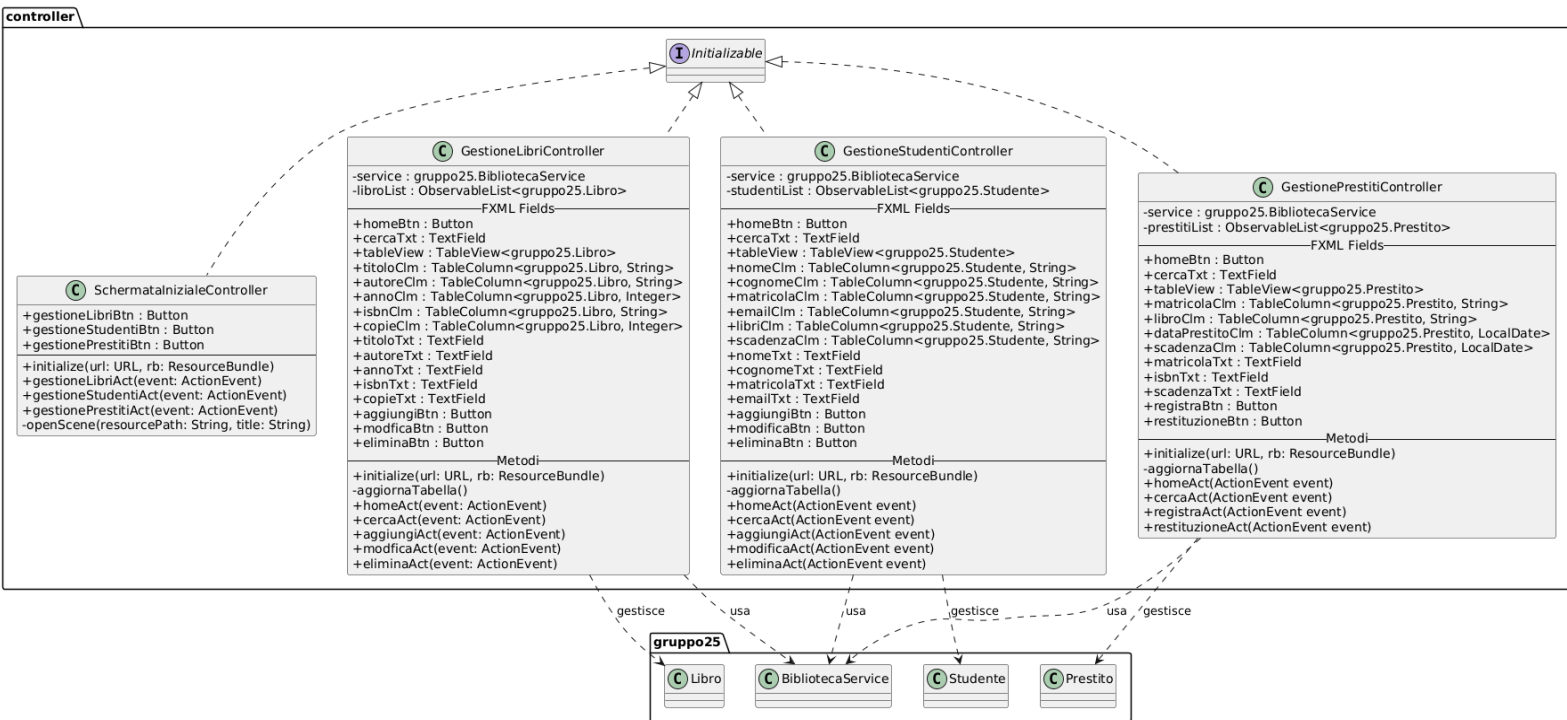 controller
I Initializable
C GestioneLibriController
-service : gruppo25.BibliotecaService
-libroList : ObservableList<gruppo25.Libro>
FXML Fields
+homeBtn : Button
+cercaTxt : TextField
+tableView : TableView<gruppo25.Libro>
+titoloClm : TableColumn<gruppo25.Libro, String>
+autoreClm : TableColumn<gruppo25.Libro, String>
+annoClm : TableColumn<gruppo25.Libro, Integer>
+isbnClm : TableColumn<gruppo25.Libro, String>
+copieClm : TableColumn<gruppo25.Libro, Integer>
+titoloTxt : TextField
+autoreTxt : TextField
+annoTxt : TextField
+isbnTxt : TextField
+copieTxt : TextField
+aggiungiBtn : Button
+modficaBtn : Button
+eliminaBtn : Button
Metodi
+initialize(url: URL, rb: ResourceBundle)
-aggiornaTabella()
+homeAct(event: ActionEvent)
+cercaAct(event: ActionEvent)
+aggiungiAct(event: ActionEvent)
+modficaAct(event: ActionEvent)
+eliminaAct(event: ActionEvent)
C GestioneStudentiController
-service : gruppo25.BibliotecaService
-studentiList : ObservableList<gruppo25.Studente>
FXML Fields
+homeBtn : Button
+cercaTxt : TextField
+tableView : TableView<gruppo25.Studente>
+nomeClm : TableColumn<gruppo25.Studente, String>
+cognomeClm : TableColumn<gruppo25.Studente, String>
+matricolaClm : TableColumn<gruppo25.Studente, String>
+emailClm : TableColumn<gruppo25.Studente, String>
+libriClm : TableColumn<gruppo25.Studente, String>
+scadenzaClm : TableColumn<gruppo25.Studente, String>
+nomeTxt : TextField
+cognomeTxt : TextField
+matricolaTxt : TextField
+emailTxt : TextField
+aggiungiBtn : Button
+modificaBtn : Button
+eliminaBtn : Button
Metodi
+initialize(url: URL, rb: ResourceBundle)
-aggiornaTabella()
+homeAct(ActionEvent event)
+cercaAct(ActionEvent event)
+aggiungiAct(ActionEvent event)
+modificaAct(ActionEvent event)
+eliminaAct(ActionEvent event)
C GestionePrestitiController
-service : gruppo25.BibliotecaService
-prestitiList : ObservableList<gruppo25.Prestito>
FXML Fields
+homeBtn : Button
+cercaTxt : TextField
+tableView : TableView<gruppo25.Prestito>
+matricolaClm : TableColumn<gruppo25.Prestito, String>
+libroClm : TableColumn<gruppo25.Prestito, String>
+dataPrestitoClm : TableColumn<gruppo25.Prestito, LocalDate>
+scadenzaClm : TableColumn<gruppo25.Prestito, LocalDate>
+matricolaTxt : TextField
+isbnTxt : TextField
+scadenzaTxt : TextField
+registraBtn : Button
+restituzioneBtn : Button
Metodi
+initialize(url: URL, rb: ResourceBundle)
-aggiornaTabella()
+homeAct(ActionEvent event)
+cercaAct(ActionEvent event)
+registraAct(ActionEvent event)
+restituzioneAct(ActionEvent event)
C SchermataInizialeController
+gestioneLibriBtn : Button
+gestioneStudentiBtn : Button
+gestionePrestitiBtn : Button
+initialize(url: URL, rb: ResourceBundle)
+gestioneLibriAct(event: ActionEvent)
+gestioneStudentiAct(event: ActionEvent)
+gestionePrestitiAct(event: ActionEvent)
-openScene(resourcePath: String, title: String)
gestisce
usa
usa
gestisce
usa
gestisce
gruppo25
C Libro
C BibliotecaService
C Studente
C Prestito